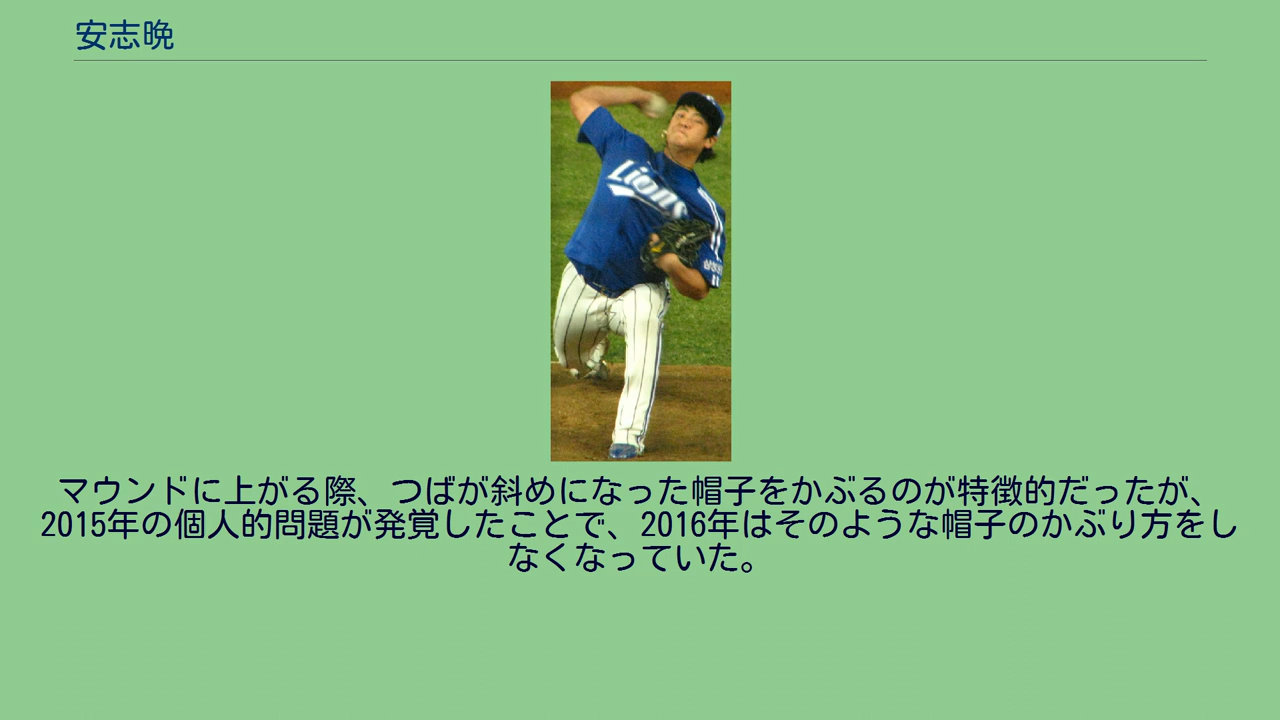 安志晩
Lions
マウンドに上がる際、つばが斜めになった帽子をかぶるのが特徴的だったが、
2015年の個人的問題が発覚したことで、2016年はそのような帽子のかぶり方をし
なくなっていた。